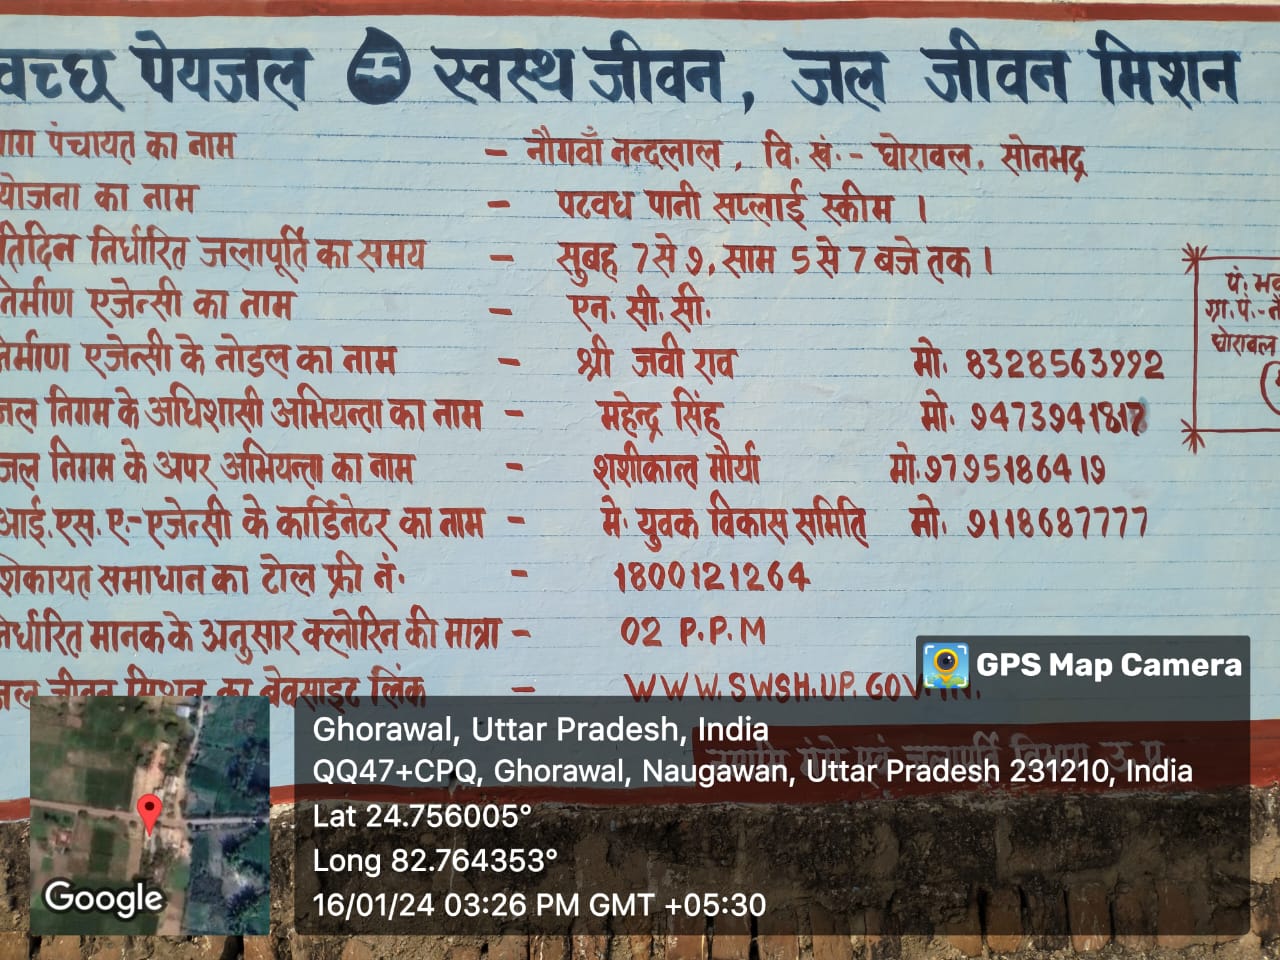 वच्छ पेयजल स्वस्थ जीवन, जल जीवन मिशन
पंचायत का नाम - नौगवाँ नन्दलाल, वि. खं.- घोरावल, सोनभद्र
योजना का नाम - पटवध पानी सप्लाई स्कीम ।
तिदिन निर्धारित जलापूर्ति का समय - सुबह 7 से 9, साम 5 से 7 बजे तक ।
निर्माण एजेन्सी का नाम - एन. सी. सी.
पं. भव
ग्रा. पं.- नौ
घोरावल
र्माण एजेन्सी के नोडल का नाम - श्री जवी राव मो. 8328563992
जल निगम के अधिशासी अभियन्ता का नाम - महेन्द्र सिंह मो. 9473941817
जल निगम के अपर अभियन्ता का नाम - शशीकान्त मौर्या मो. 9795186419
आई.एस.ए.- एजेन्सी के कार्डिनेटर का नाम - मे. युवक विकास समिति मो. 9118687777
शिकायत समाधान का टोल फ्री नं. - 1800121264
र्धारित मानक के अनुसार क्लोरिन की मात्रा - 02 P.P.M
जल जीवन मिशन का वेवसाइट लिंक - WWW.SWSM.UP.GOV.IN.
नमामि गंगे एवं जलापूर्ति विभाग उ.प्र.
GPS Map Camera
Ghorawal, Uttar Pradesh, India
QQ47+CPQ, Ghorawal, Naugawan, Uttar Pradesh 231210, India
Lat 24.756005°
Long 82.764353°
16/01/24 03:26 PM GMT +05:30
Google